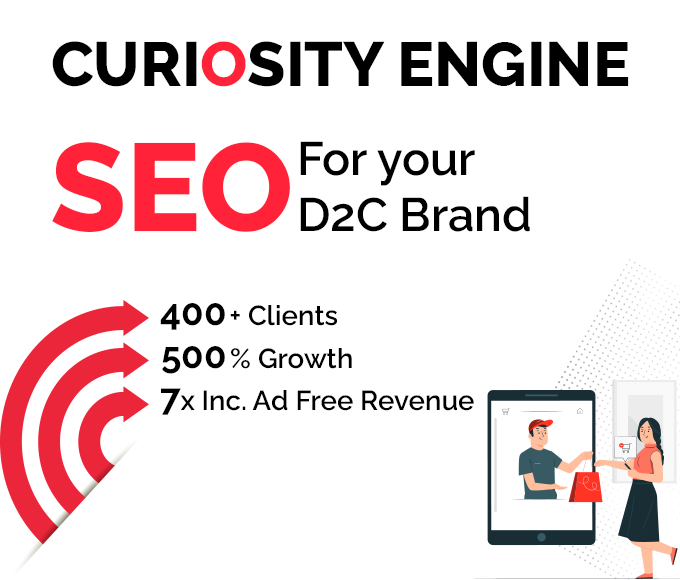 CURIOSITY ENGINE
SEO
For your
D2C Brand
400+ Clients
500% Growth
7x Inc. Ad Free Revenue